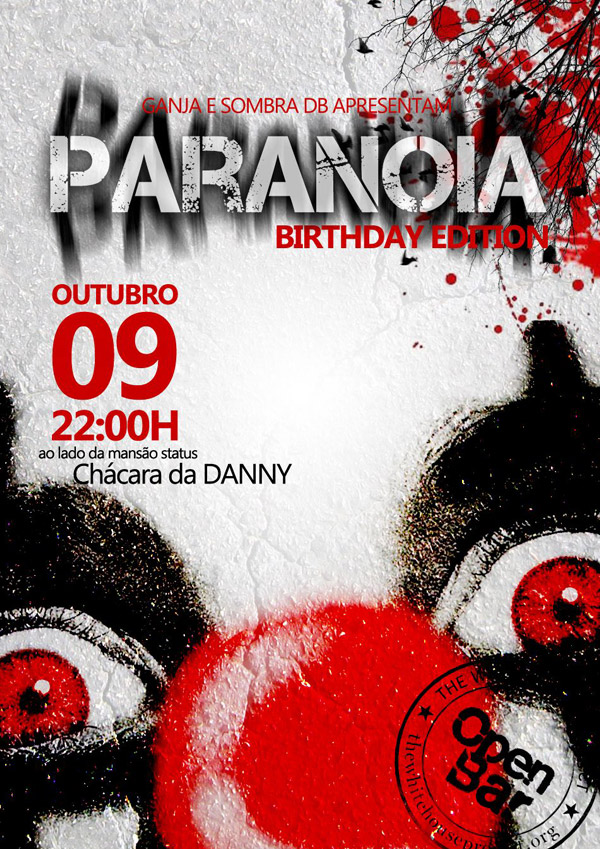 GANJA E SOMBRA DB APRESENTAM
PARANOIA
BIRTHDAY EDITION
OUTUBRO
09
22:00H
ao lado da mansão status
Chácara da DANNY
THE
Open
Bar